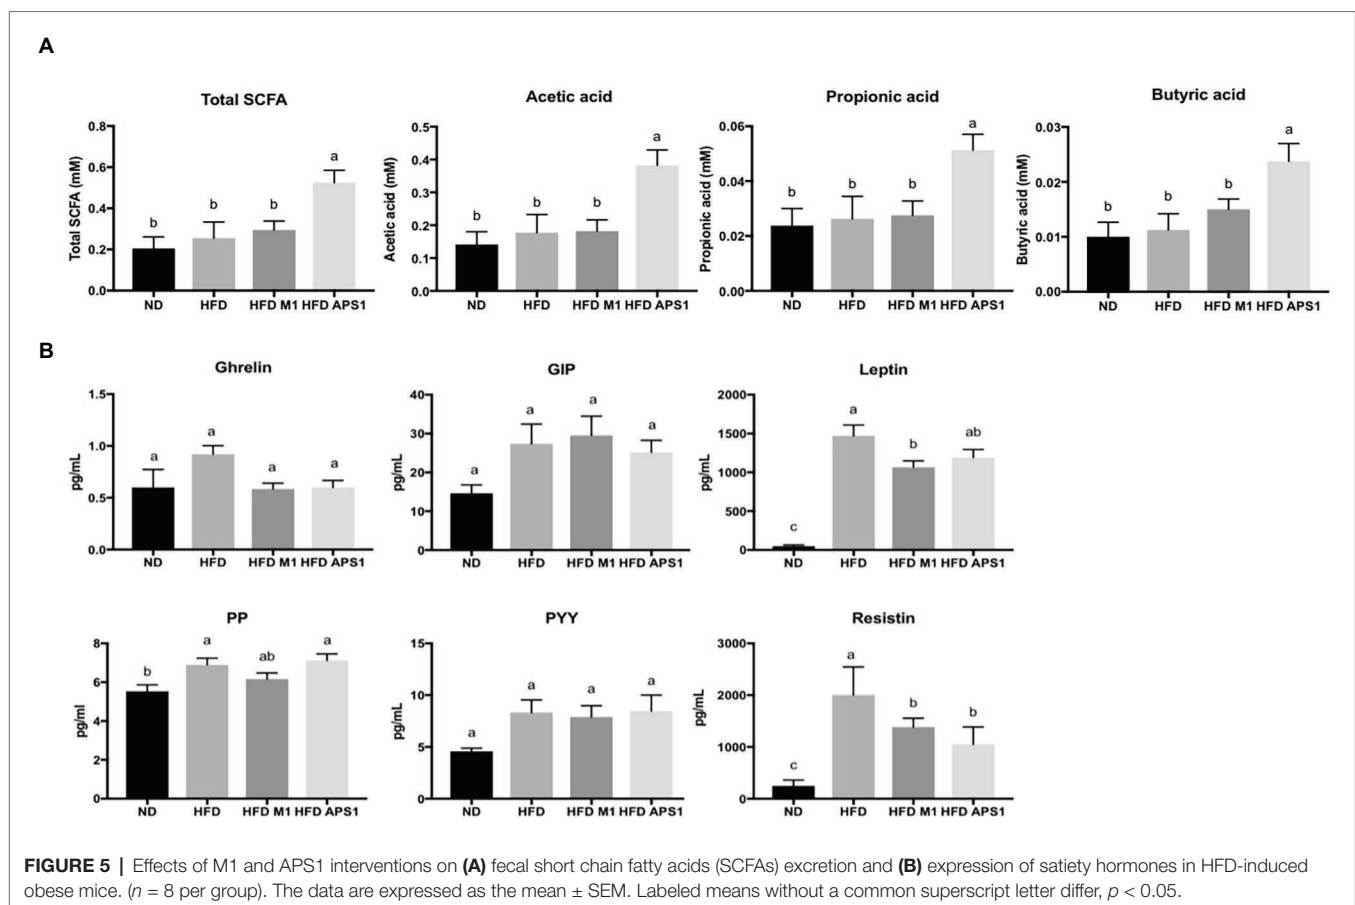 A
Total SCFA
Total SCFA (mM)
0.8
0.6
0.4
0.2
0.0
b
b
b
a
ND
HFD
HFD M1
HFD APS1
Acetic acid
Acetic acid (mM)
0.5
0.4
0.3
0.2
0.1
0.0
b
b
b
a
ND
HFD
HFD M1
HFD APS1
Propionic acid
Propionic acid (mM)
0.06
0.04
0.02
0.00
b
b
b
a
ND
HFD
HFD M1
HFD APS1
Butyric acid
Butyric acid (mM)
0.03
0.02
0.01
0.00
b
b
b
a
ND
HFD
HFD M1
HFD APS1
B
Ghrelin
pg/mL
1.5
1.0
0.5
0.0
a
a
a
a
ND
HFD
HFD M1
HFD APS1
GIP
pg/mL
40
30
20
10
0
a
a
a
a
ND
HFD
HFD M1
HFD APS1
Leptin
pg/mL
2000
1500
1000
500
0
c
a
b
ab
ND
HFD
HFD M1
HFD APS1
PP
pg/ml
8
6
4
2
0
b
a
ab
a
ND
HFD
HFD M1
HFD APS1
PYY
pg/mL
15
10
5
0
a
a
a
a
ND
HFD
HFD M1
HFD APS1
Resistin
pg/mL
3000
2000
1000
0
c
a
b
b
ND
HFD
HFD M1
HFD APS1
FIGURE 5 | Effects of M1 and APS1 interventions on (A) fecal short chain fatty acids (SCFAs) excretion and (B) expression of satiety hormones in HFD-induced
obese mice. (n = 8 per group). The data are expressed as the mean ± SEM. Labeled means without a common superscript letter differ, p < 0.05.